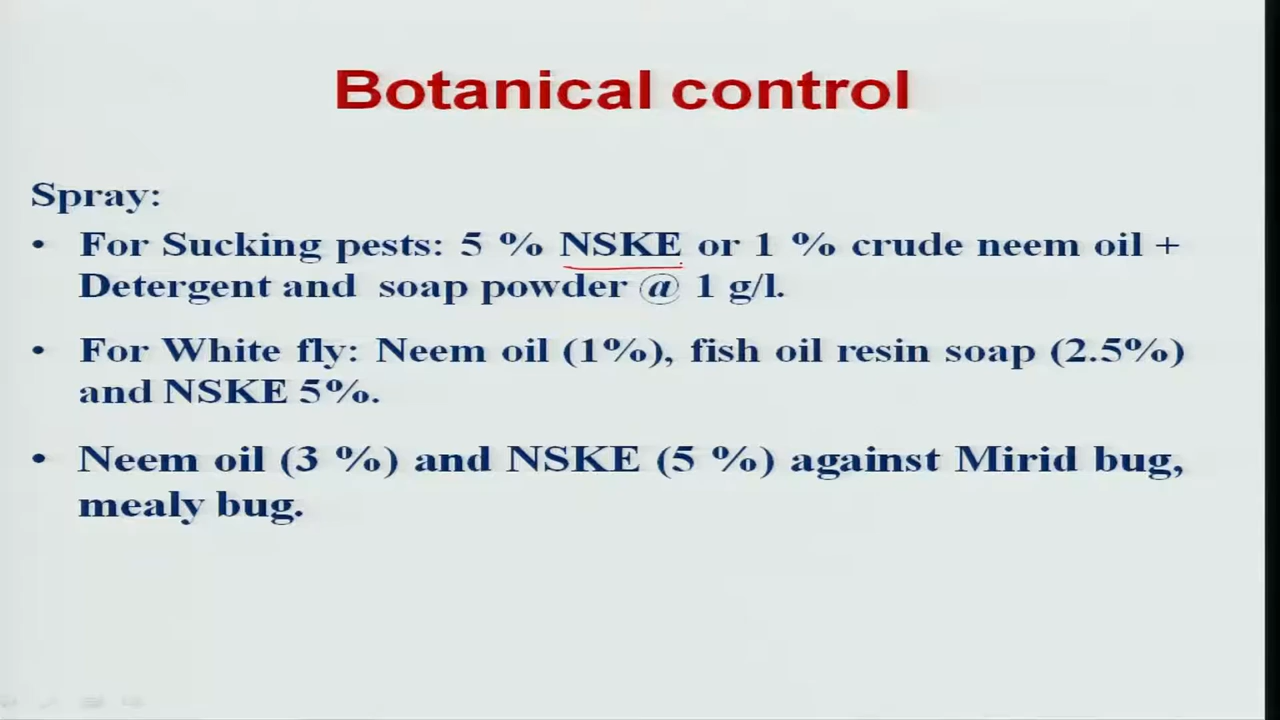 Botanical control
Spray:
• For Sucking pests: 5 % NSKE or 1 % crude neem oil +
Detergent and soap powder @ 1 g/l.
• For White fly: Neem oil (1%), fish oil resin soap (2.5%)
and NSKE 5%.
• Neem oil (3 %) and NSKE (5 %) against Mirid bug,
mealy bug.